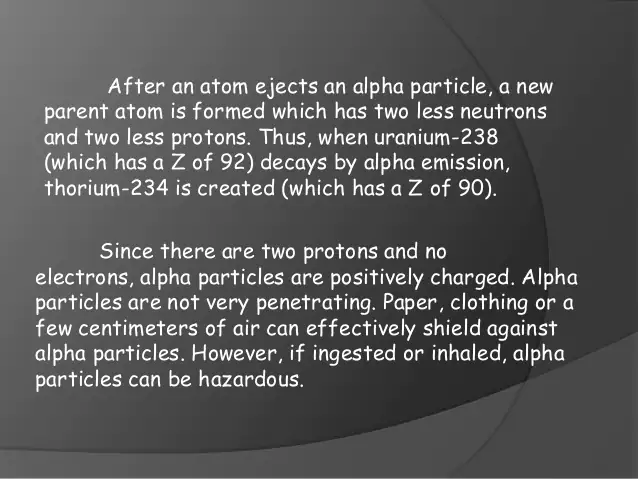 After an atom ejects an alpha particle, a new
parent atom is formed which has two less neutrons
and two less protons. Thus, when uranium-238
(which has a Z of 92) decays by alpha emission,
thorium-234 is created (which has a Z of 90).
Since there are two protons and no
electrons, alpha particles are positively charged. Alpha
particles are not very penetrating. Paper, clothing or a
few centimeters of air can effectively shield against
alpha particles. However, if ingested or inhaled, alpha
particles can be hazardous.